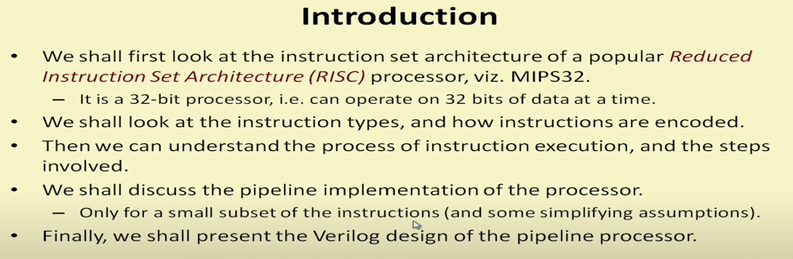 Introduction
• We shall first look at the instruction set architecture of a popular Reduced
Instruction Set Architecture (RISC) processor, viz. MIPS32.
– It is a 32-bit processor, i.e. can operate on 32 bits of data at a time.
• We shall look at the instruction types, and how instructions are encoded.
• Then we can understand the process of instruction execution, and the steps
involved.
• We shall discuss the pipeline implementation of the processor.
– Only for a small subset of the instructions (and some simplifying assumptions).
• Finally, we shall present the Verilog design of the pipeline processor.